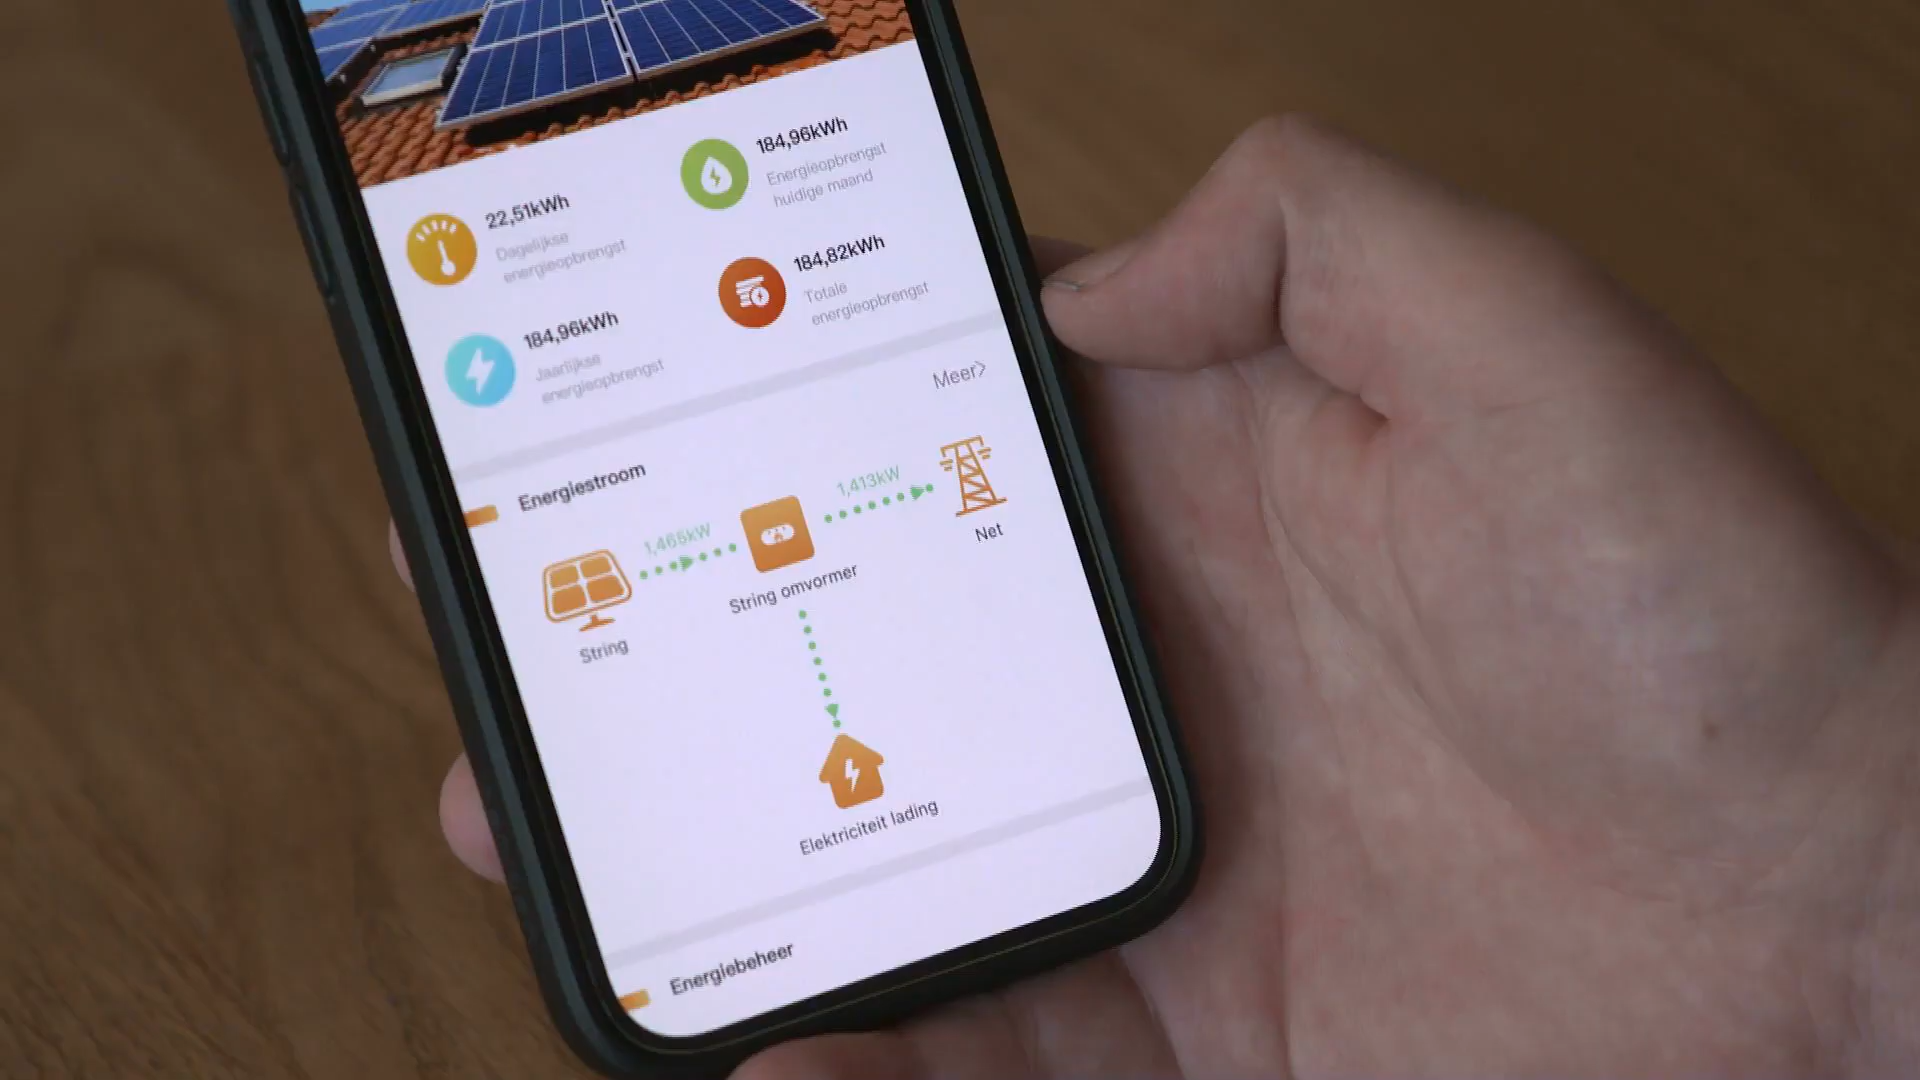 22,51kWh
Dagelijkse
energieopbrengst
184,96kWh
Energieopbrengst
huidige maand
184,96kWh
Jaarlijkse
energieopbrengst
184,82kWh
Totale
energieopbrengst
Meer>
Energiestroom
1,465kW
1,413kW
String
String omvormer
Net
Elektriciteit lading
Energiebeheer